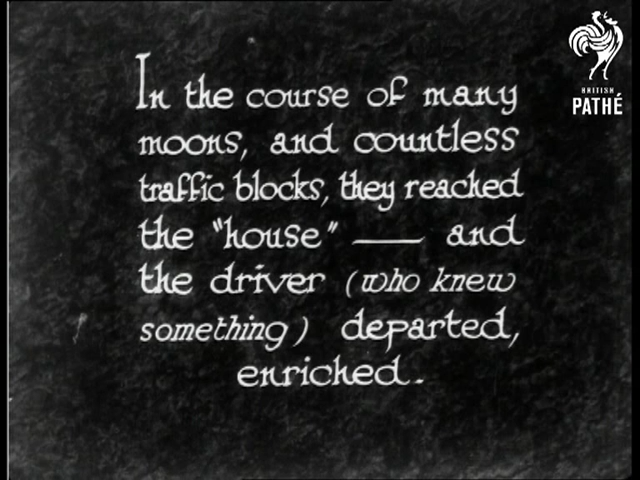 In the course of many
moons, and countless
traffic blocks, they reached
the "house" — and
the driver (who knew
something) departed,
enriched.
BRITISH
PATHÉ